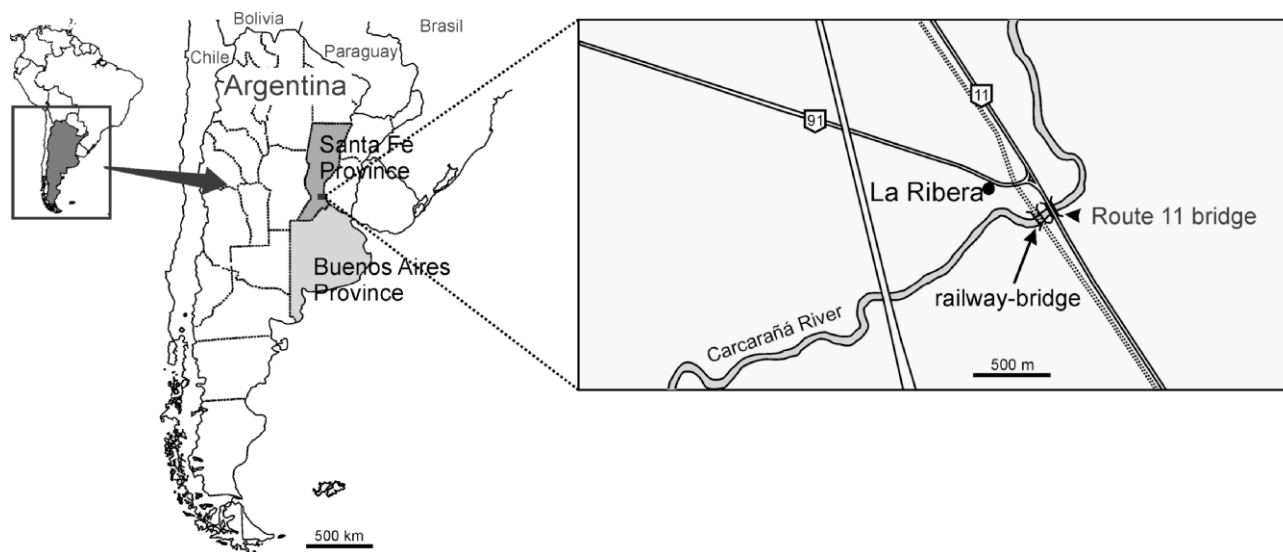 Bolivia
Brasil
Chile
Paraguay
Argentina
Santa Fe
Province
Buenos Aires
Province
500 km
11
91
La Ribera
Route 11 bridge
railway-bridge
Carcarañá River
500 m